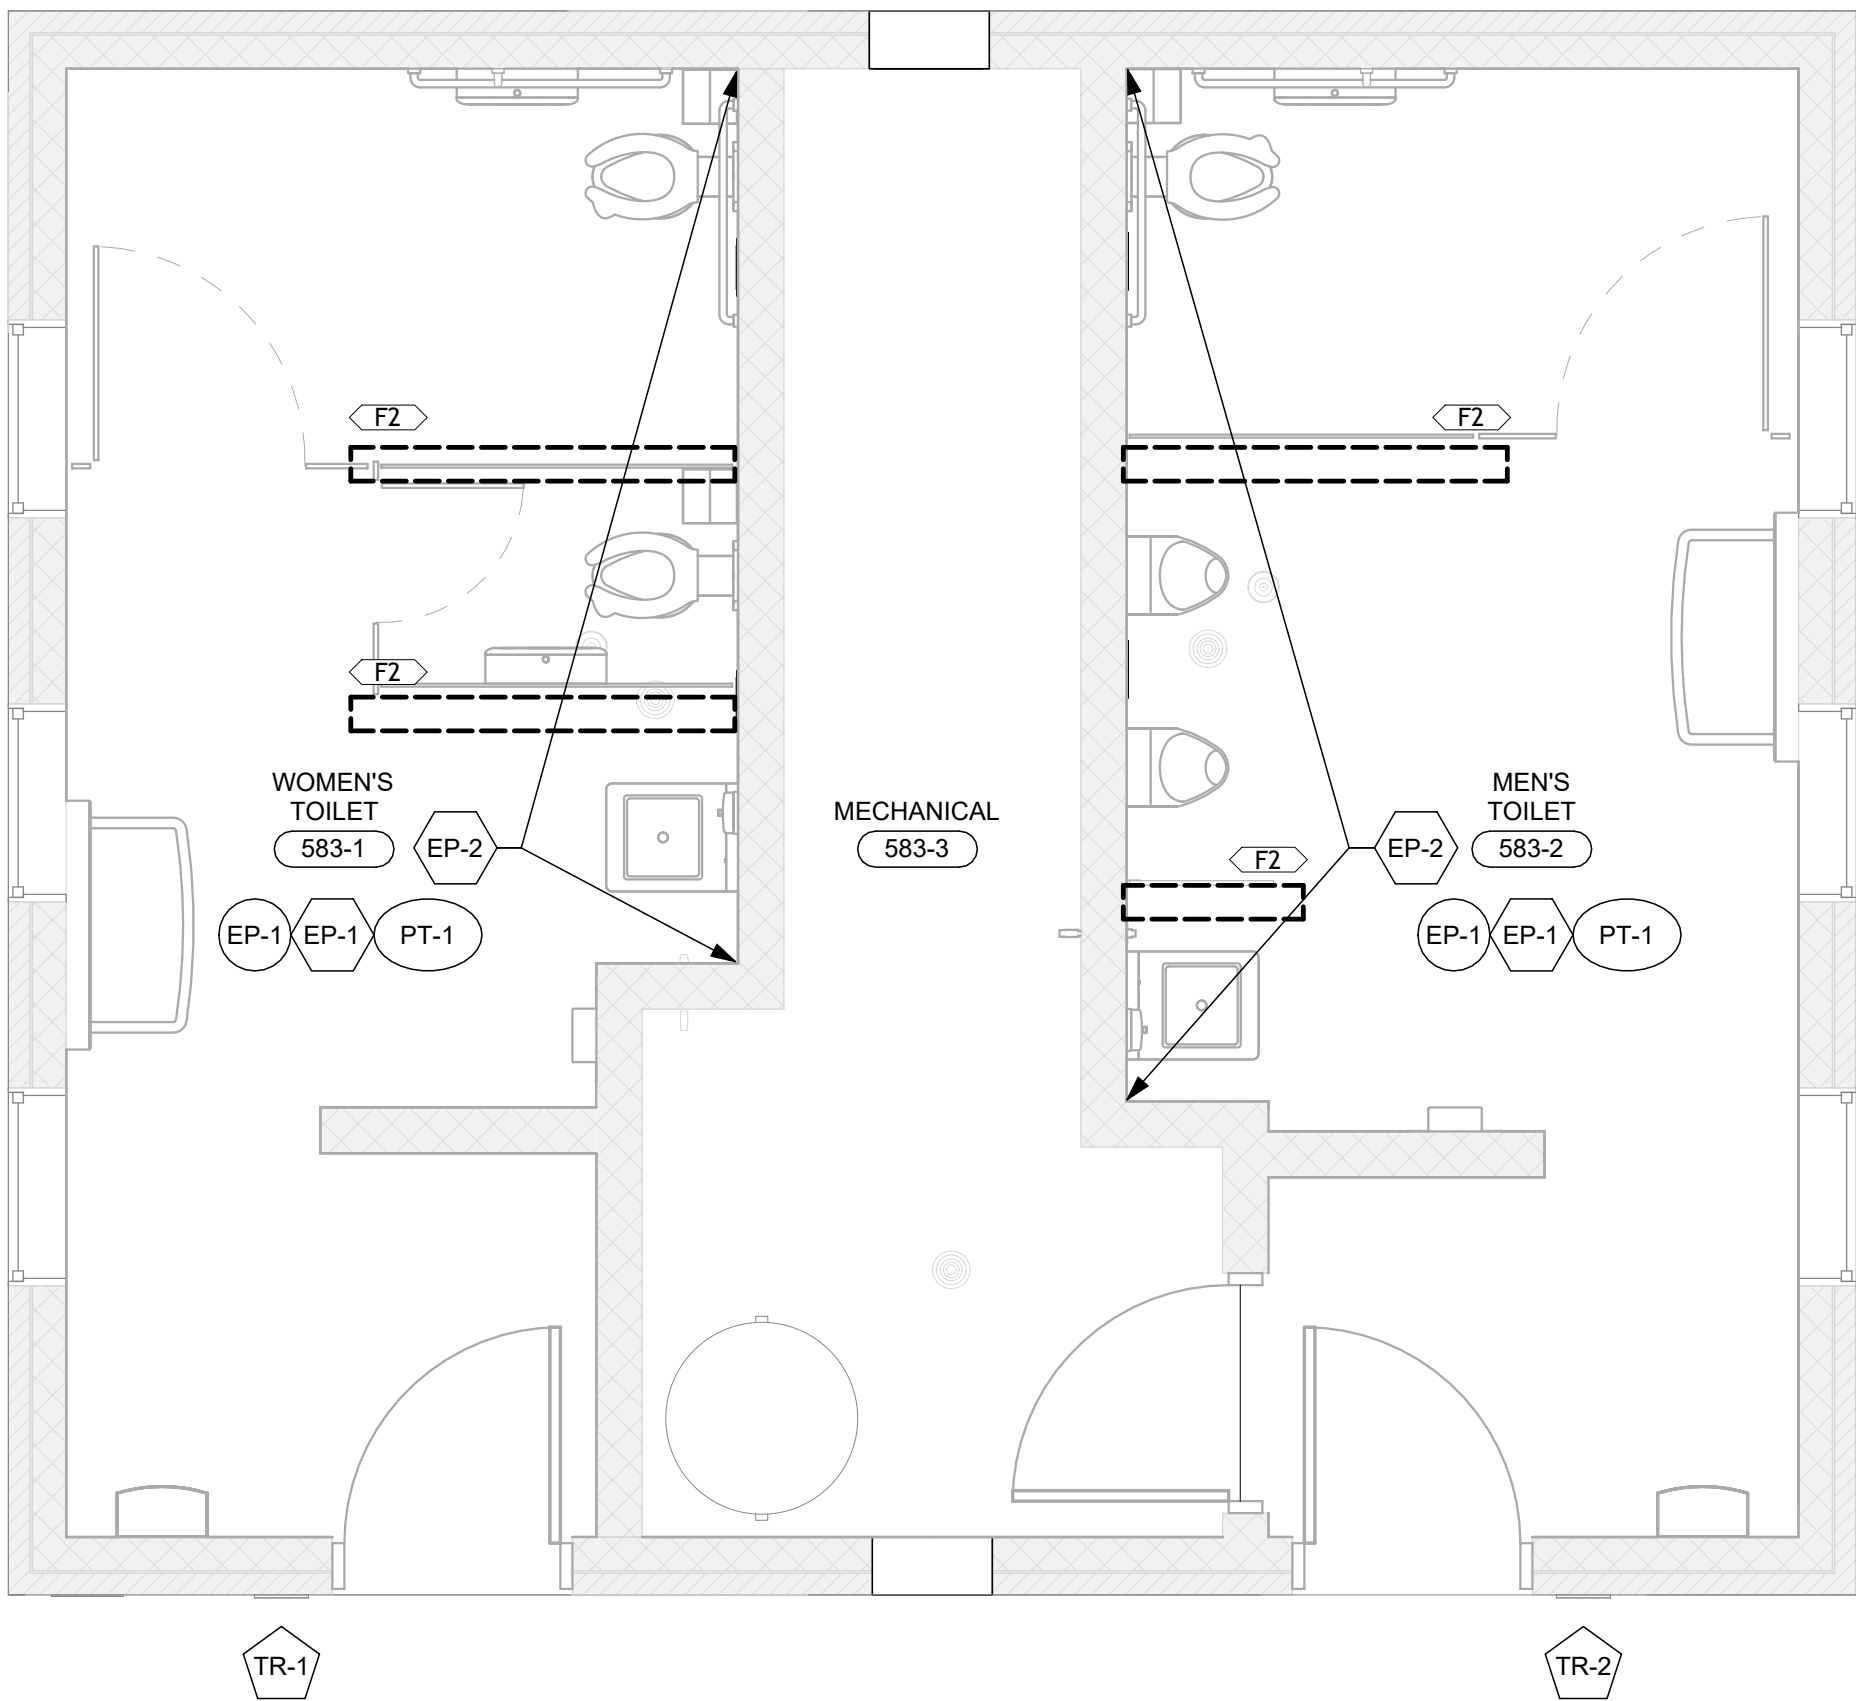 F2
F2
F2
WOMEN'S
TOILET
583-1
EP-2
EP-1 EP-1 PT-1
MECHANICAL
583-3
F2
EP-2
MEN'S
TOILET
583-2
EP-1 EP-1 PT-1
TR-1
TR-2